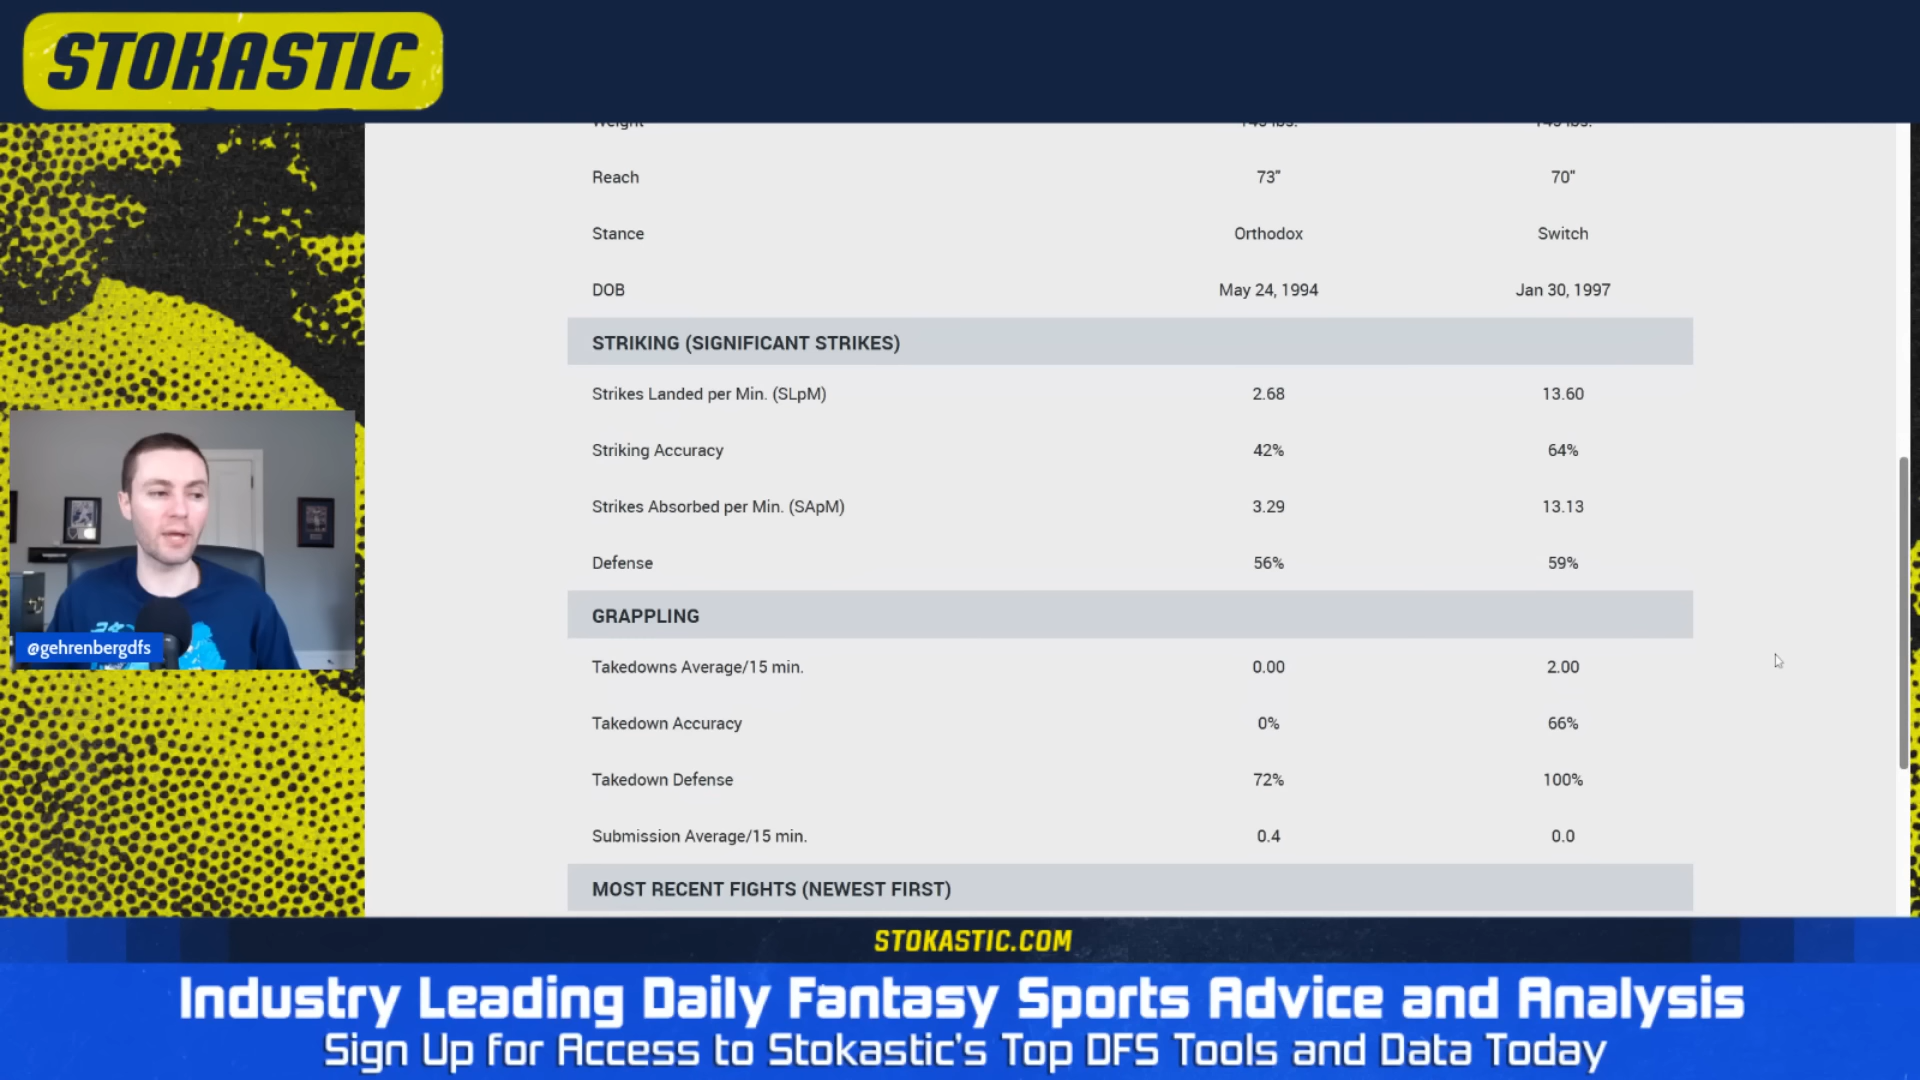 STOKASTIC
Weight 145 lbs. 145 lbs.
Reach 73" 70"
Stance Orthodox Switch
DOB May 24, 1994 Jan 30, 1997
STRIKING (SIGNIFICANT STRIKES)
Strikes Landed per Min. (SLpM) 2.68 13.60
Striking Accuracy 42% 64%
Strikes Absorbed per Min. (SApM) 3.29 13.13
Defense 56% 59%
GRAPPLING
Takedowns Average/15 min. 0.00 2.00
Takedown Accuracy 0% 66%
Takedown Defense 72% 100%
Submission Average/15 min. 0.4 0.0
MOST RECENT FIGHTS (NEWEST FIRST)
@gehrenbergdfs
STOKASTIC.COM
Industry Leading Daily Fantasy Sports Advice and Analysis
Sign Up for Access to Stokastic's Top DFS Tools and Data Today